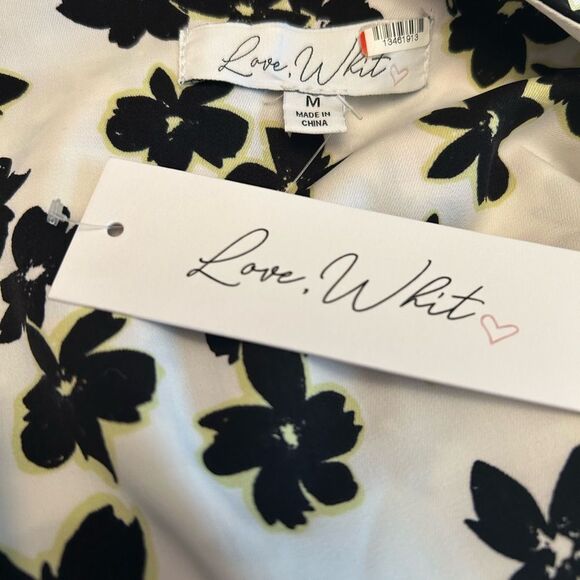 13461913
Love, Whit
M
MADE IN
CHINA
Love, Whit